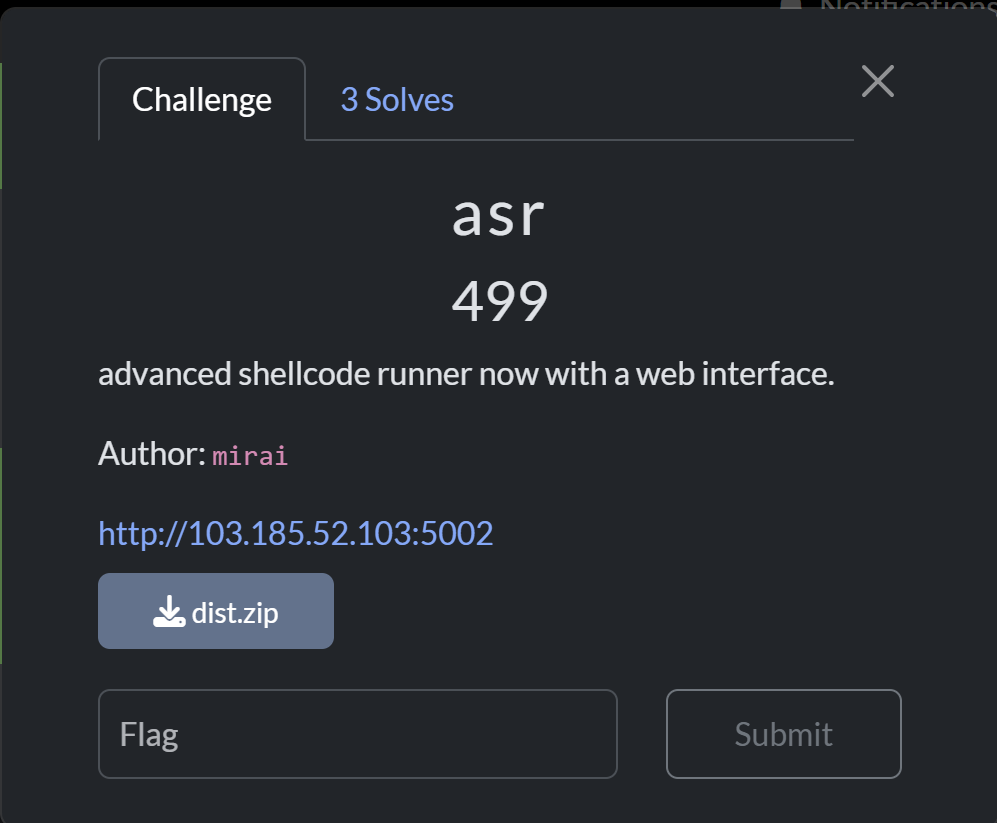 Notifications
Challenge
3 Solves
asr
499
advanced shellcode runner now with a web interface.
Author: mirai
http://103.185.52.103:5002
dist.zip
Flag
Submit